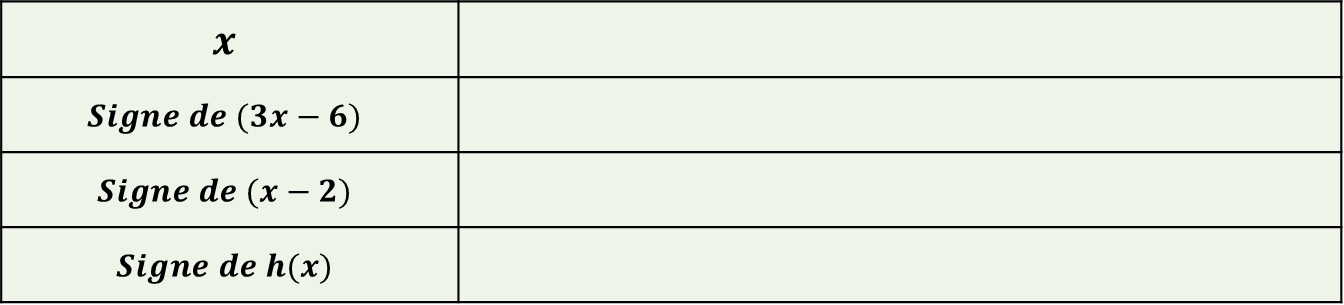 x
Signe de (3x − 6)
Signe de (x − 2)
Signe de h(x)